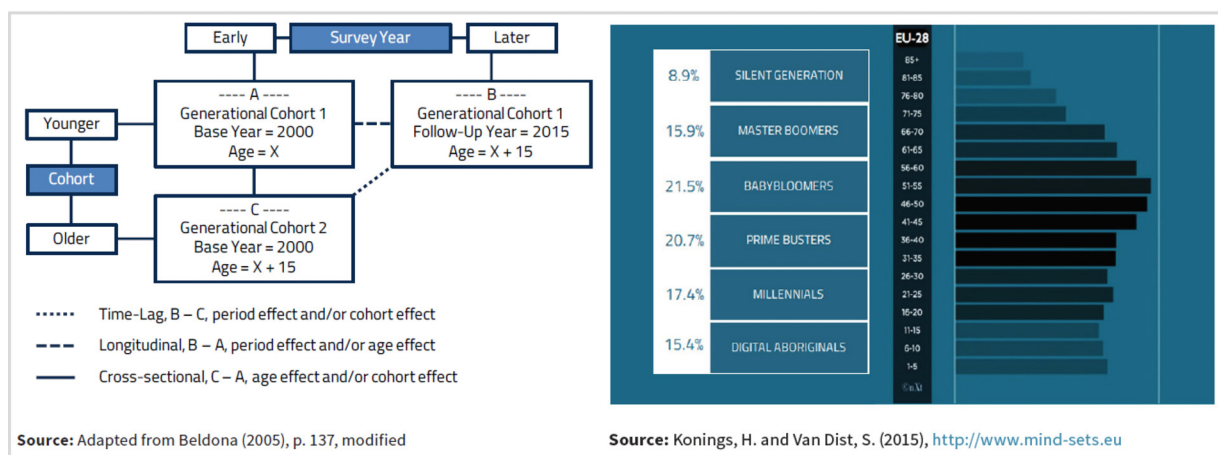 Early
Survey Year
Later
---- A ----
Generational Cohort 1
Base Year = 2000
Age = X
---- B ----
Generational Cohort 1
Follow-Up Year = 2015
Age = X + 15
Younger
Cohort
Older
---- C ----
Generational Cohort 2
Base Year = 2000
Age = X + 15
Time-Lag, B – C, period effect and/or cohort effect
Longitudinal, B – A, period effect and/or age effect
Cross-sectional, C – A, age effect and/or cohort effect
Source: Adapted from Beldona (2005), p. 137, modified
8.9% SILENT GENERATION
15.9% MASTER BOOMERS
21.5% BABYBLOOMERS
20.7% PRIME BUSTERS
17.4% MILLENNIALS
15.4% DIGITAL ABORIGINALS
EU-28
85+
81-85
76-80
71-75
66-70
61-65
56-60
51-55
46-50
41-45
36-40
31-35
26-30
21-25
16-20
11-15
6-10
1-5
Source: Konings, H. and Van Dist, S. (2015), http://www.mind-sets.eu